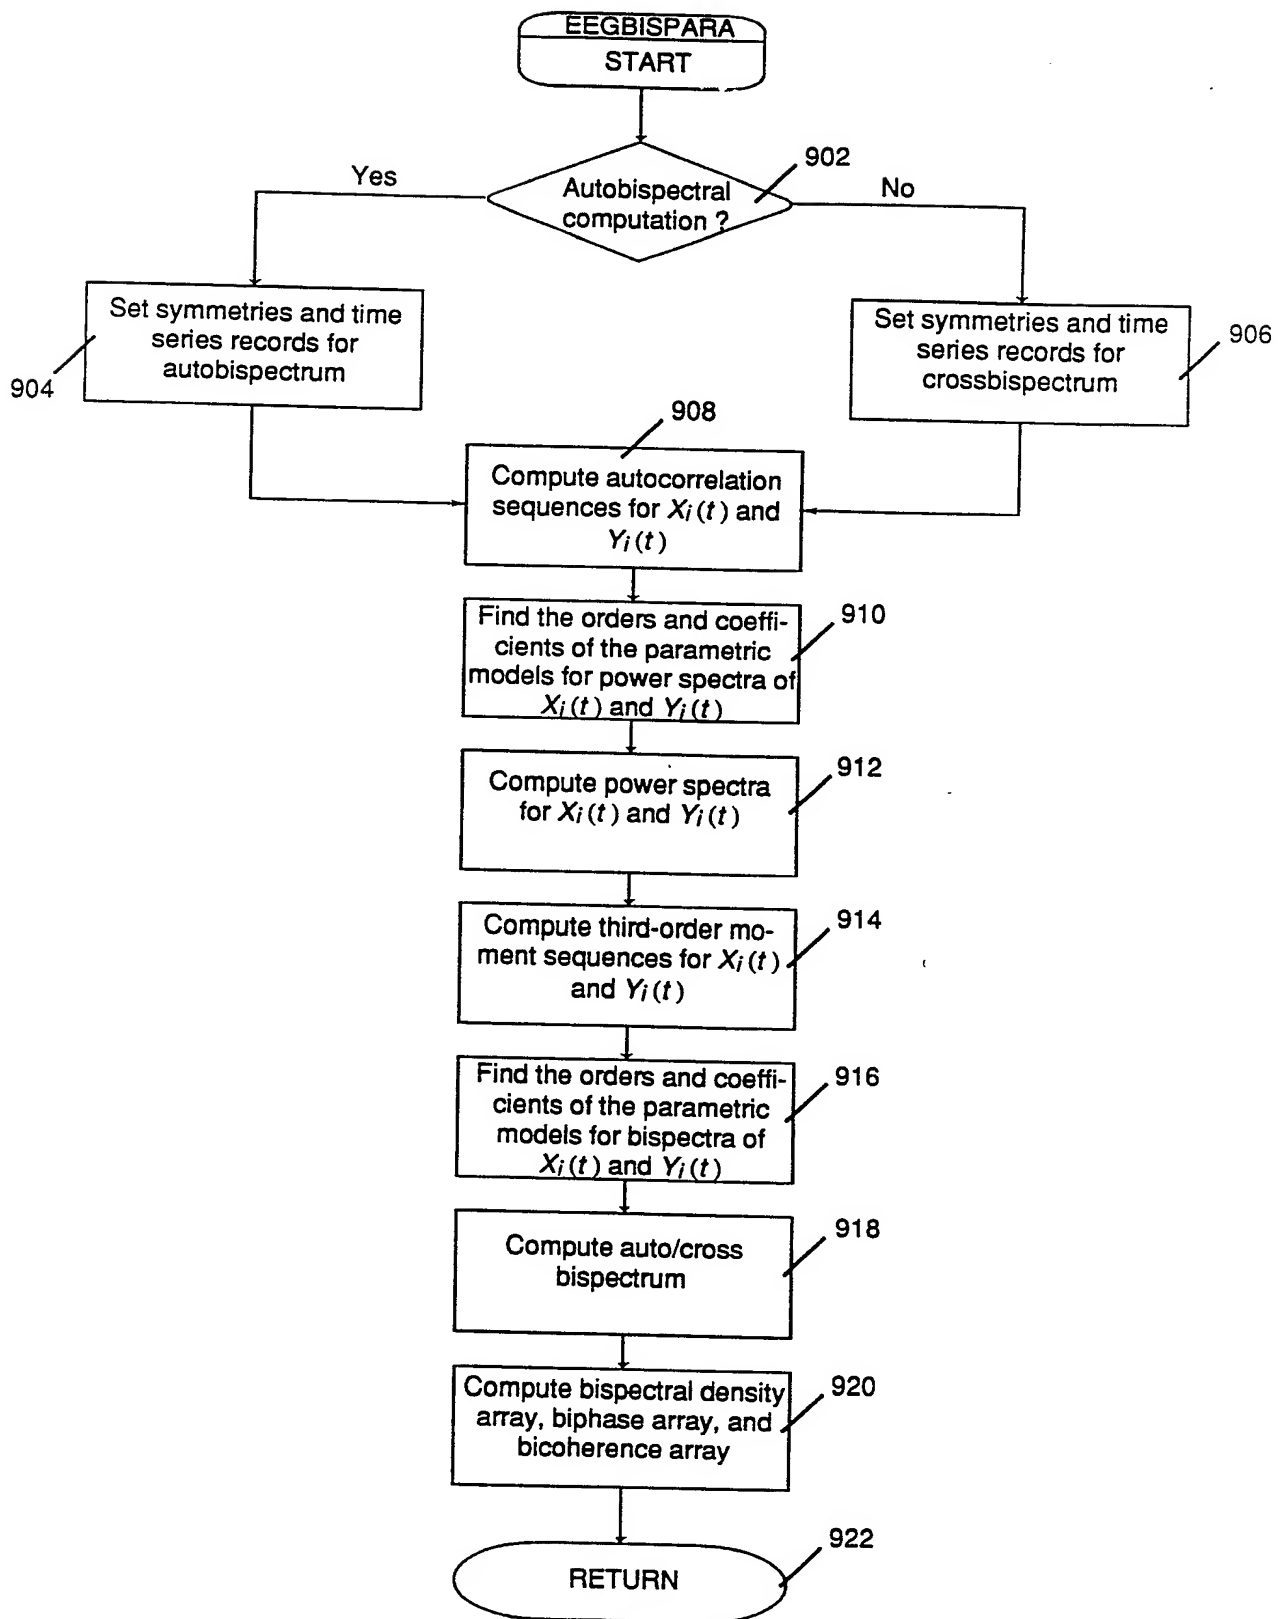 EEGBISPARA
START
902
Yes
Autobispectral
computation ?
No
Set symmetries and time
series records for
autobispectrum
904
Set symmetries and time
series records for
crossbispectrum
906
908
Compute autocorrelation
sequences for Xi(t) and
Yi(t)
910
Find the orders and coeffi-
cients of the parametric
models for power spectra of
Xi(t) and Yi(t)
912
Compute power spectra
for Xi(t) and Yi(t)
914
Compute third-order mo-
ment sequences for Xi(t)
and Yi(t)
916
Find the orders and coeffi-
cients of the parametric
models for bispectra of
Xi(t) and Yi(t)
918
Compute auto/cross
bispectrum
920
Compute bispectral density
array, biphase array, and
bicoherence array
922
RETURN